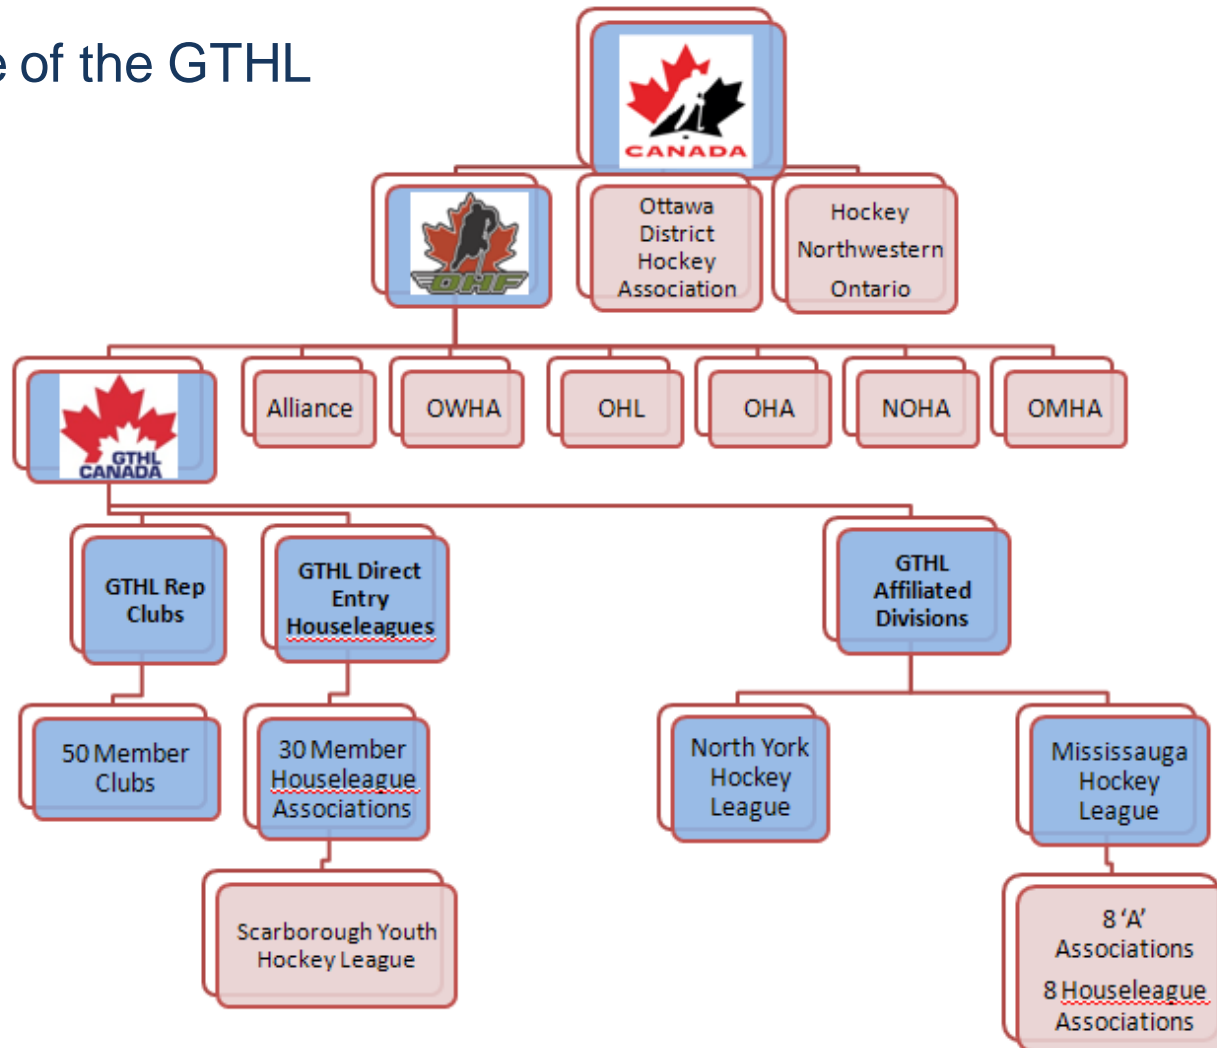 e of the GTHL
CANADA
OHF
Ottawa
District
Hockey
Association
Hockey
Northwestern
Ontario
GTHL
CANADA
Alliance
OWHA
OHL
OHA
NOHA
OMHA
GTHL Rep
Clubs
GTHL Direct
Entry
Houseleagues
GTHL
Affiliated
Divisions
50 Member
Clubs
30 Member
Houseleague
Associations
North York
Hockey
League
Mississauga
Hockey
League
Scarborough Youth
Hockey League
8 ‘A’
Associations
8 Houseleague
Associations